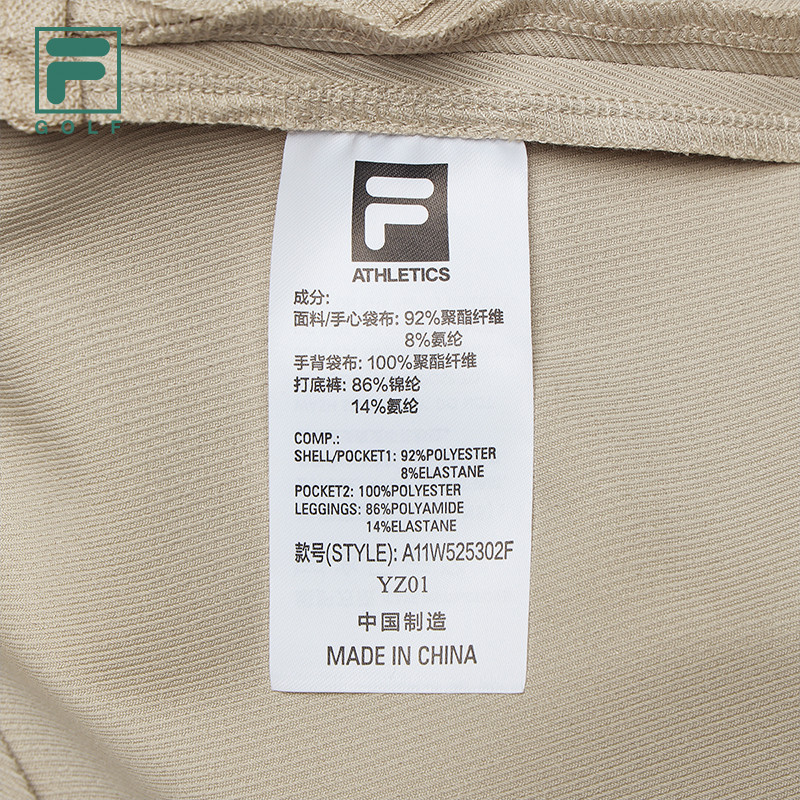 F
GOLF
F
ATHLETICS
成分:
面料/手心袋布: 92%聚酯纤维
8%氨纶
手背袋布: 100%聚酯纤维
打底裤: 86%锦纶
14%氨纶
COMP.:
SHELL/POCKET1: 92%POLYESTER
8%ELASTANE
POCKET2: 100%POLYESTER
LEGGINGS: 86%POLYAMIDE
14%ELASTANE
款号(STYLE): A11W525302F
YZ01
中国制造
MADE IN CHINA